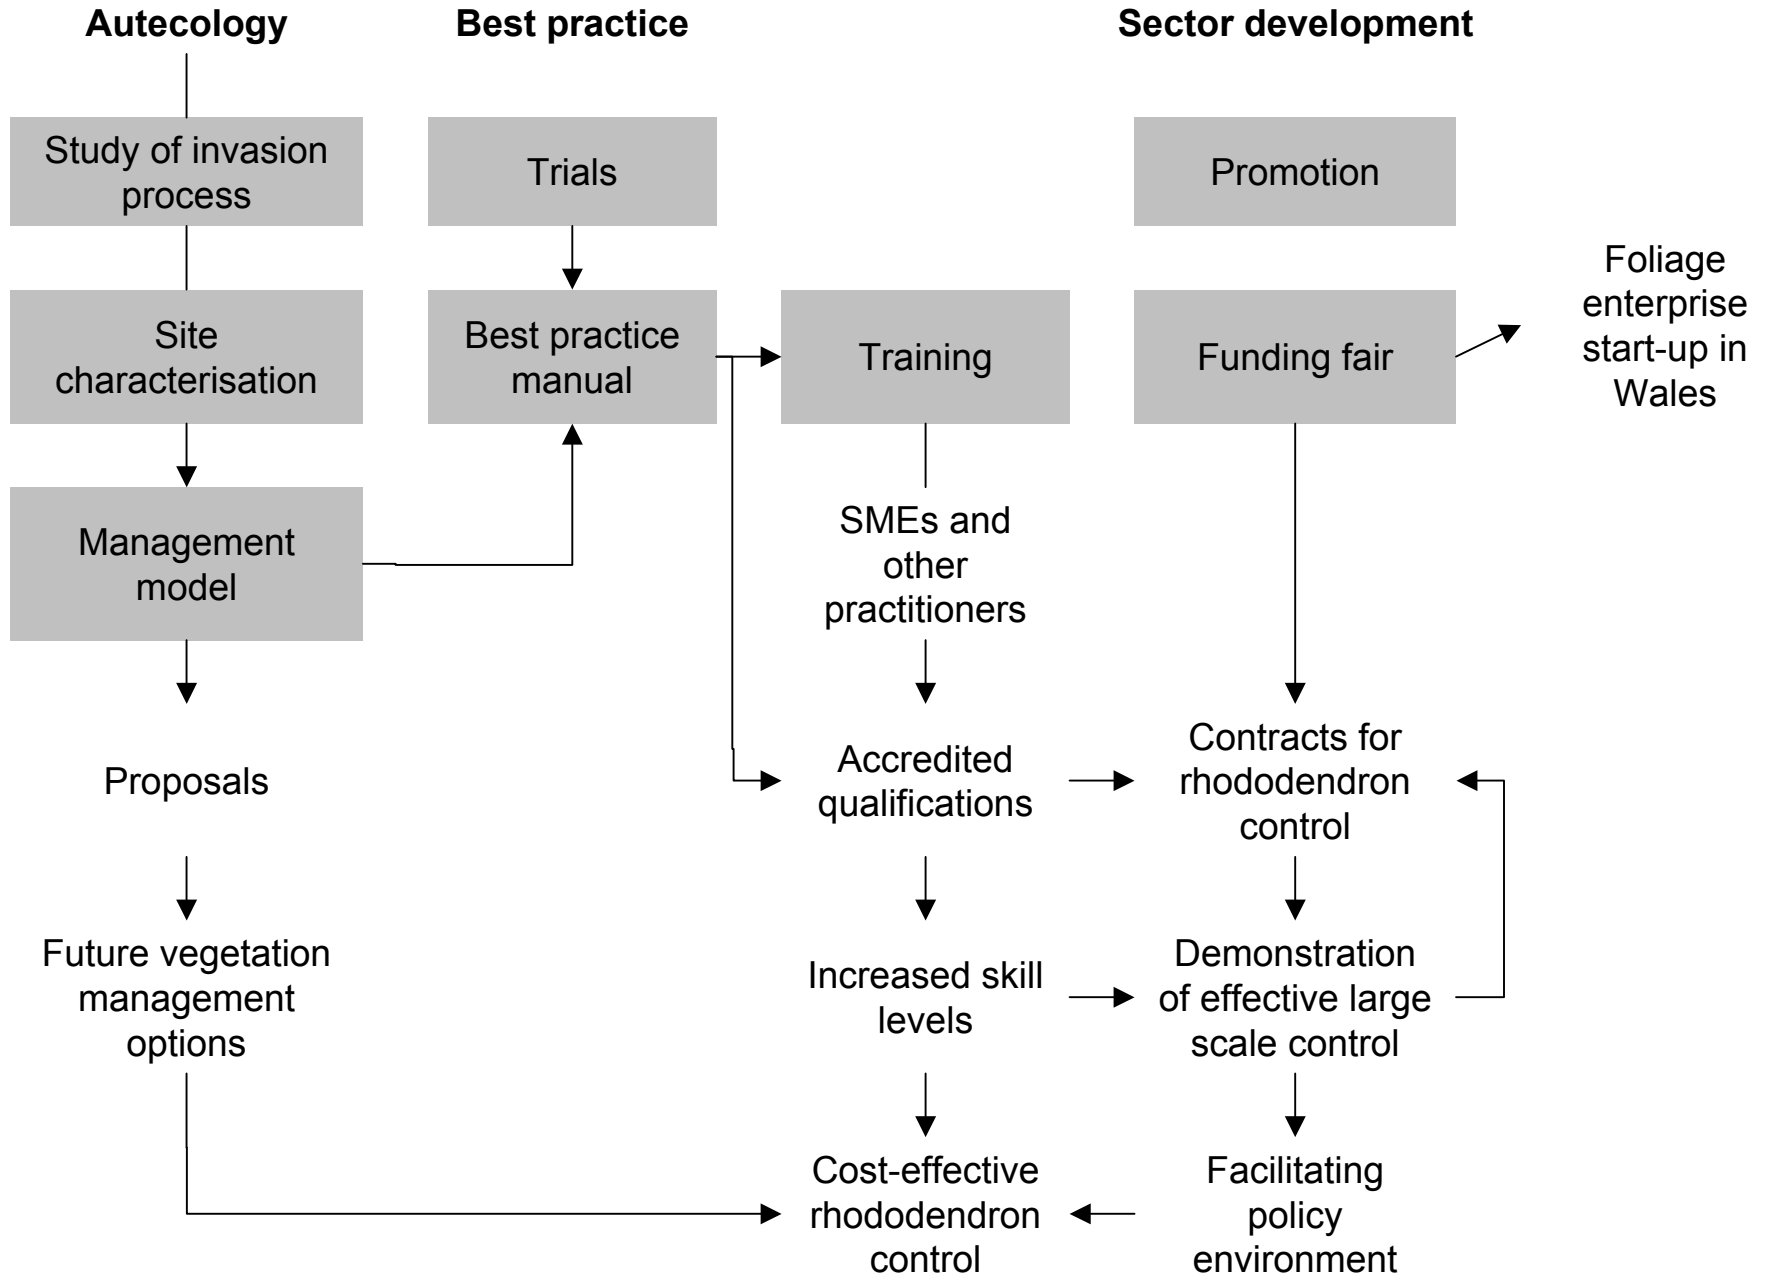 Autecology
Best practice
Sector development
Study of invasion
process
Trials
Promotion
Foliage
enterprise
start-up in
Wales
Site
characterisation
Best practice
manual
Training
Funding fair
Management
model
SMEs and
other
practitioners
Proposals
Accredited
qualifications
Contracts for
rhododendron
control
Future vegetation
management
options
Increased skill
levels
Demonstration
of effective large
scale control
Cost-effective
rhododendron
control
Facilitating
policy
environment